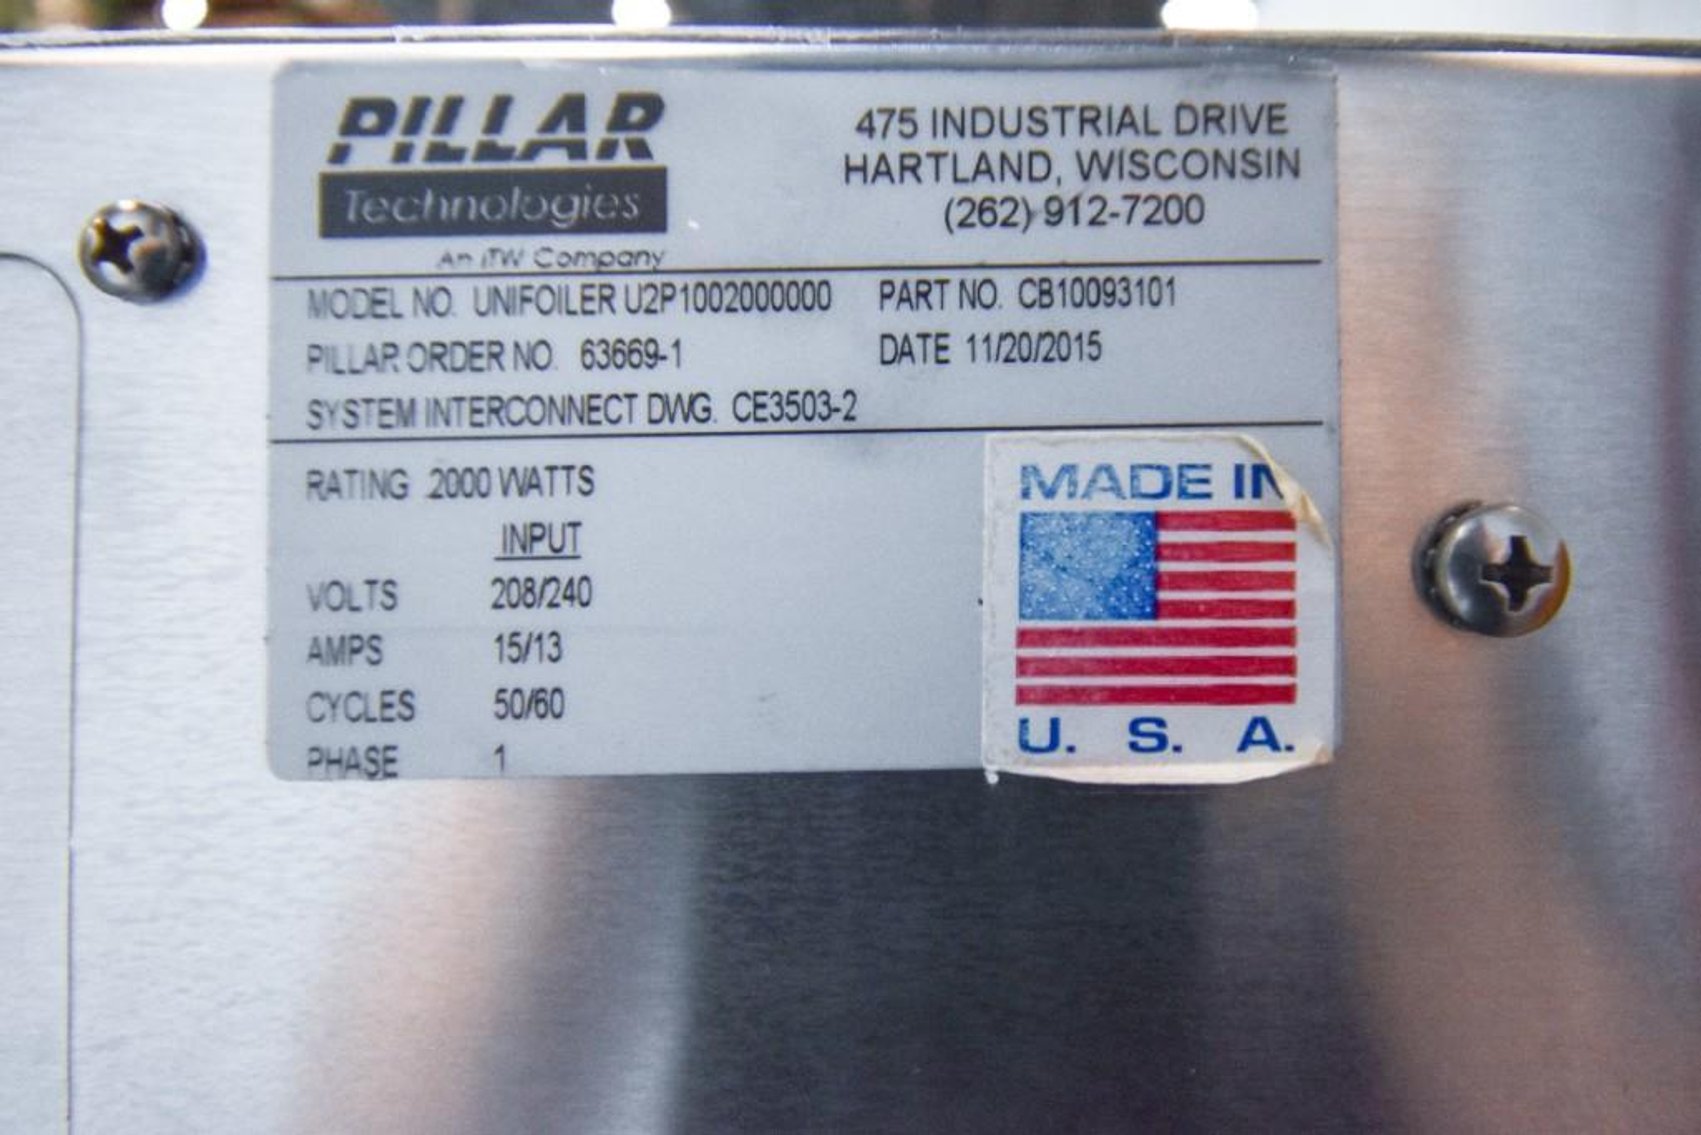 PILLAR
Technologies
An ITW Company
475 INDUSTRIAL DRIVE
HARTLAND, WISCONSIN
(262) 912-7200
MODEL NO. UNIFOILER U2P1002000000 PART NO. CB10093101
PILLAR ORDER NO. 63669-1 DATE 11/20/2015
SYSTEM INTERCONNECT DWG. CE3503-2
RATING 2000 WATTS
INPUT
VOLTS 208/240
AMPS 15/13
CYCLES 50/60
PHASE 1
MADE IN
U. S. A.